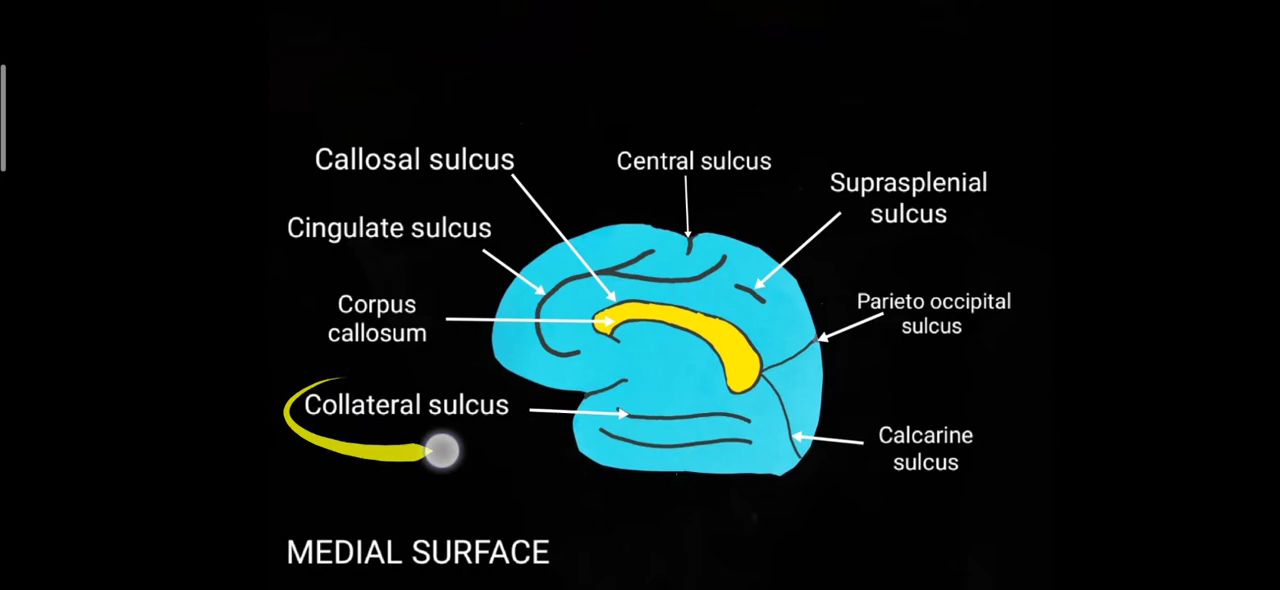 Callosal sulcus
Central sulcus
Suprasplenial
sulcus
Cingulate sulcus
Corpus
callosum
Parieto occipital
sulcus
Collateral sulcus
Calcarine
sulcus
MEDIAL SURFACE